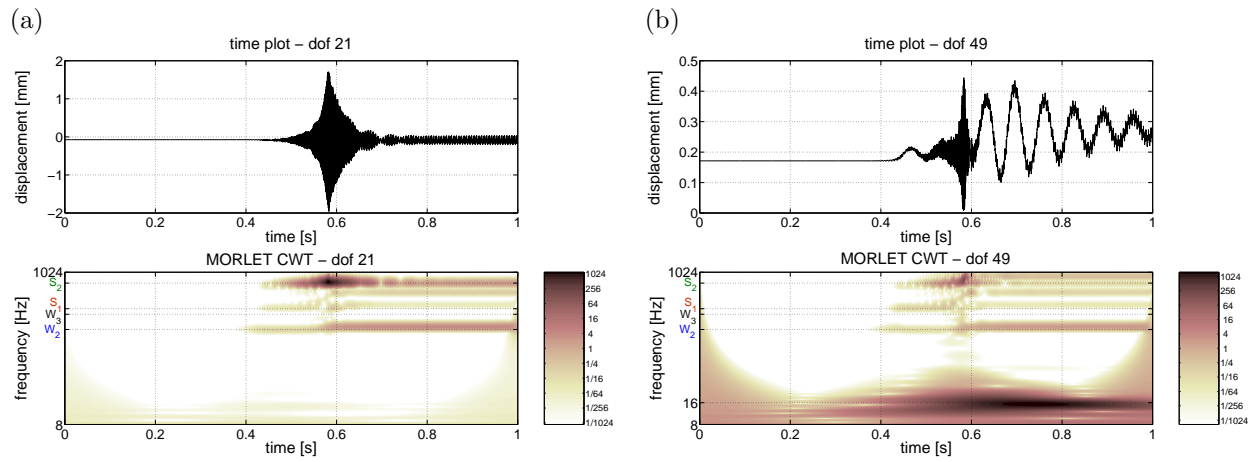 (a)
time plot – dof 21
displacement [mm]
2
1
0
−1
−2
0 0.2 0.4 0.6 0.8 1
time [s]
MORLET CWT – dof 21
frequency [Hz]
1024
S2
S1
W3
W2
8
0 0.2 0.4 0.6 0.8 1
time [s]
1024
256
64
16
4
1
1/4
1/16
1/64
1/256
1/1024
(b)
time plot – dof 49
displacement [mm]
0.5
0.4
0.3
0.2
0.1
0
0 0.2 0.4 0.6 0.8 1
time [s]
MORLET CWT – dof 49
frequency [Hz]
1024
S2
S1
W3
W2
16
8
0 0.2 0.4 0.6 0.8 1
time [s]
1024
256
64
16
4
1
1/4
1/16
1/64
1/256
1/1024